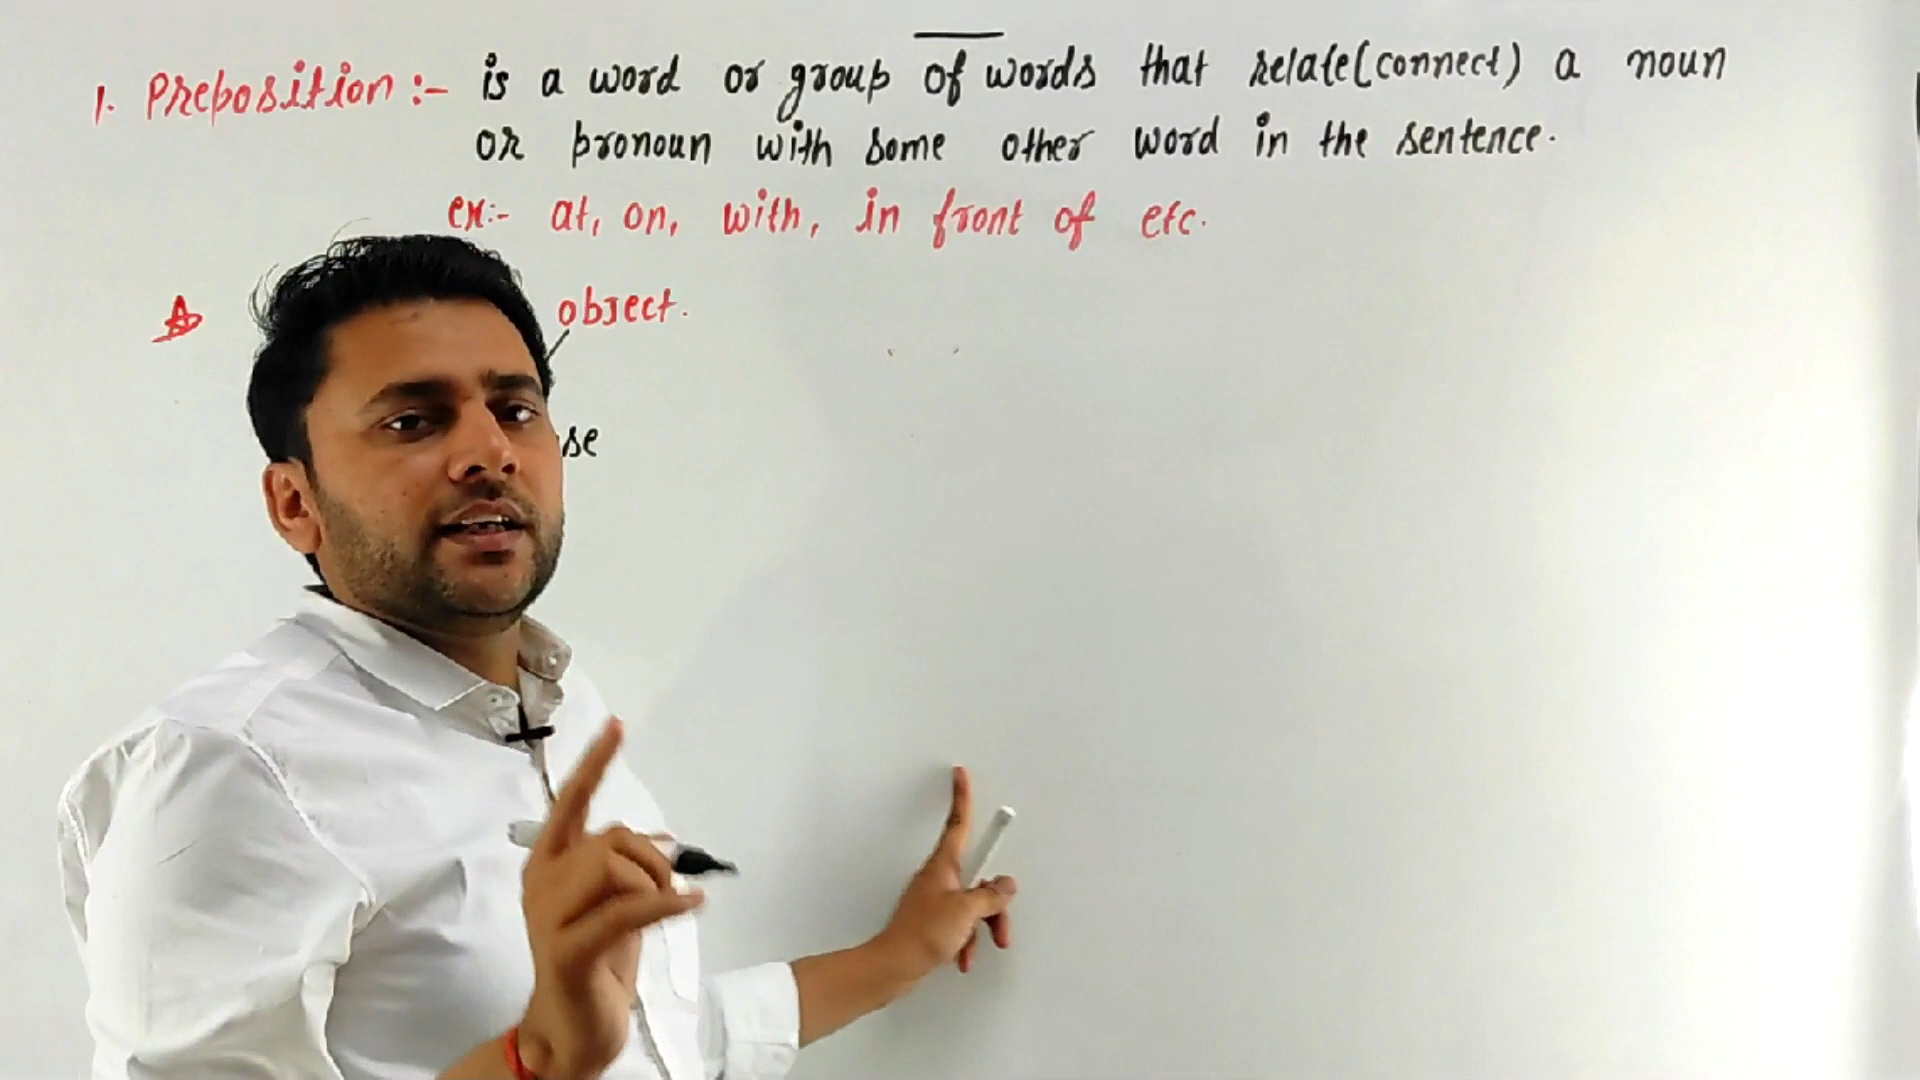 1. Preposition :- is a word or group of words that relate(connect) a noun
or pronoun with some other word in the sentence.
ex:- at, on, with, in front of etc.
object.
se